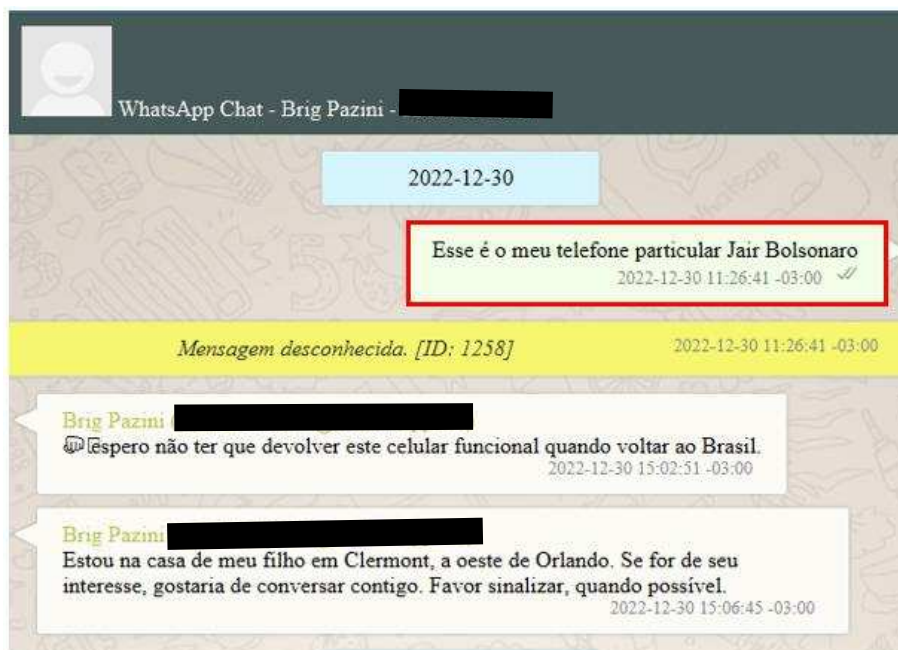 WhatsApp Chat - Brig Pazini -
2022-12-30
Esse é o meu telefone particular Jair Bolsonaro
2022-12-30 11:26:41 -03:00
Mensagem desconhecida. [ID: 1258]
2022-12-30 11:26:41 -03:00
Brig Pazini
espero não ter que devolver este celular funcional quando voltar ao Brasil.
2022-12-30 15:02:51 -03:00
Brig Pazini
Estou na casa de meu filho em Clermont, a oeste de Orlando. Se for de seu
interesse, gostaria de conversar contigo. Favor sinalizar, quando possível.
2022-12-30 15:06:45 -03:00